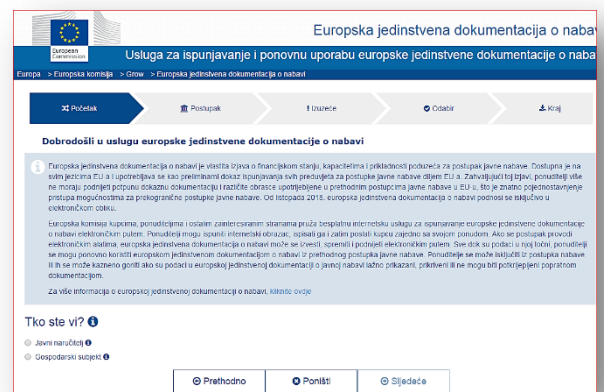 Europska jedinstvena dokumentacija o nabav
European
Commission
Usluga za ispunjavanje i ponovnu uporabu europske jedinstvene dokumentacije o naba
Europa > Europska komisija > Grow > Europska jedinstvena dokumentacija o nabavi
Početak
Postupak
Izuzeće
Odabir
Kraj
Dobrodošli u uslugu europske jedinstvene dokumentacije o nabavi
Europska jedinstvena dokumentacija o nabavi je vlastita izjava o financijskom stanju, kapacitetima i prikladnosti poduzeća za postupak javne nabave. Dostupna je na
svim jezicima EU-a i upotrebljava se kao preliminarni dokaz ispunjavanja svih preduvjeta za postupke javne nabave diljem EU-a. Zahvaljujući toj izjavi, ponuditelji više
ne moraju podnijeti potpunu dokaznu dokumentaciju i različite obrasce upotrijebljene u prethodnim postupcima javne nabave u EU-u, što je znatno pojednostavnjenje
pristupa mogućnostima za prekogranične postupke javne nabave. Od listopada 2018. europska jedinstvena dokumentacija o nabavi podnosi se isključivo u
elektroničkom obliku.
Europska komisija kupcima, ponuditeljima i ostalim zainteresiranim stranama pruža besplatnu internetsku uslugu za ispunjavanje europske jedinstvene dokumentacije
o nabavi elektroničkim putem. Ponuditelji mogu ispuniti internetski obrazac, ispisati ga i zatim poslati kupcu zajedno sa svojom ponudom. Ako se postupak provodi
elektroničkim alatima, europska jedinstvena dokumentacija o nabavi može se izvesti, spremiti i podnijeti elektroničkim putem. Sve dok su podaci u njoj točni, ponuditelji
se mogu ponovno koristiti europskom jedinstvenom dokumentacijom o nabavi iz prethodnog postupka javne nabave. Ponuditelje se može isključiti iz postupka nabave
ili ih se može kazneno goniti ako su podaci u europskoj jedinstvenoj dokumentaciji o javnoj nabavi lažno prikazani, prikriveni ili ne mogu biti potkrijepljeni popratnom
dokumentacijom.
Za više informacija o europskoj jedinstvenoj dokumentaciji o nabavi, kliknite ovdje
Tko ste vi?
Javni naručitelj
Gospodarski subjekt
Prethodno
Poništi
Sljedeće